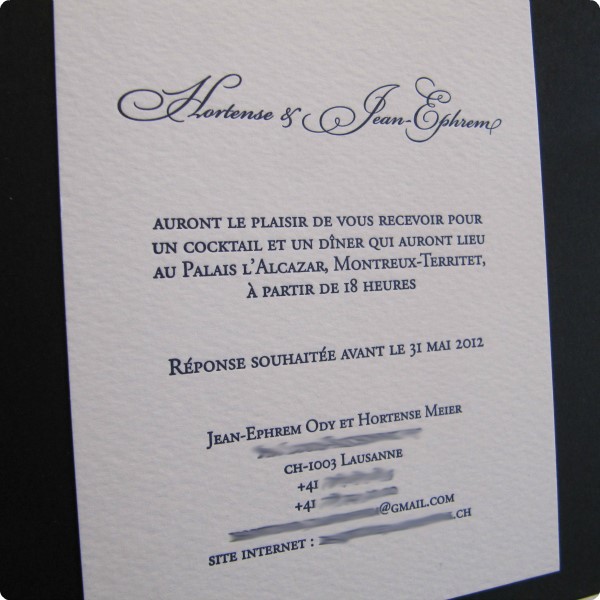 Hortense & Jean-Ephrem
auront le plaisir de vous recevoir pour
un cocktail et un dîner qui auront lieu
au Palais l'Alcazar, Montreux-Territet,
à partir de 18 heures
Réponse souhaitée avant le 31 mai 2012
Jean-Ephrem Ody et Hortense Meier
CH-1003 Lausanne
+41
+41
@gmail.com
site internet : .ch